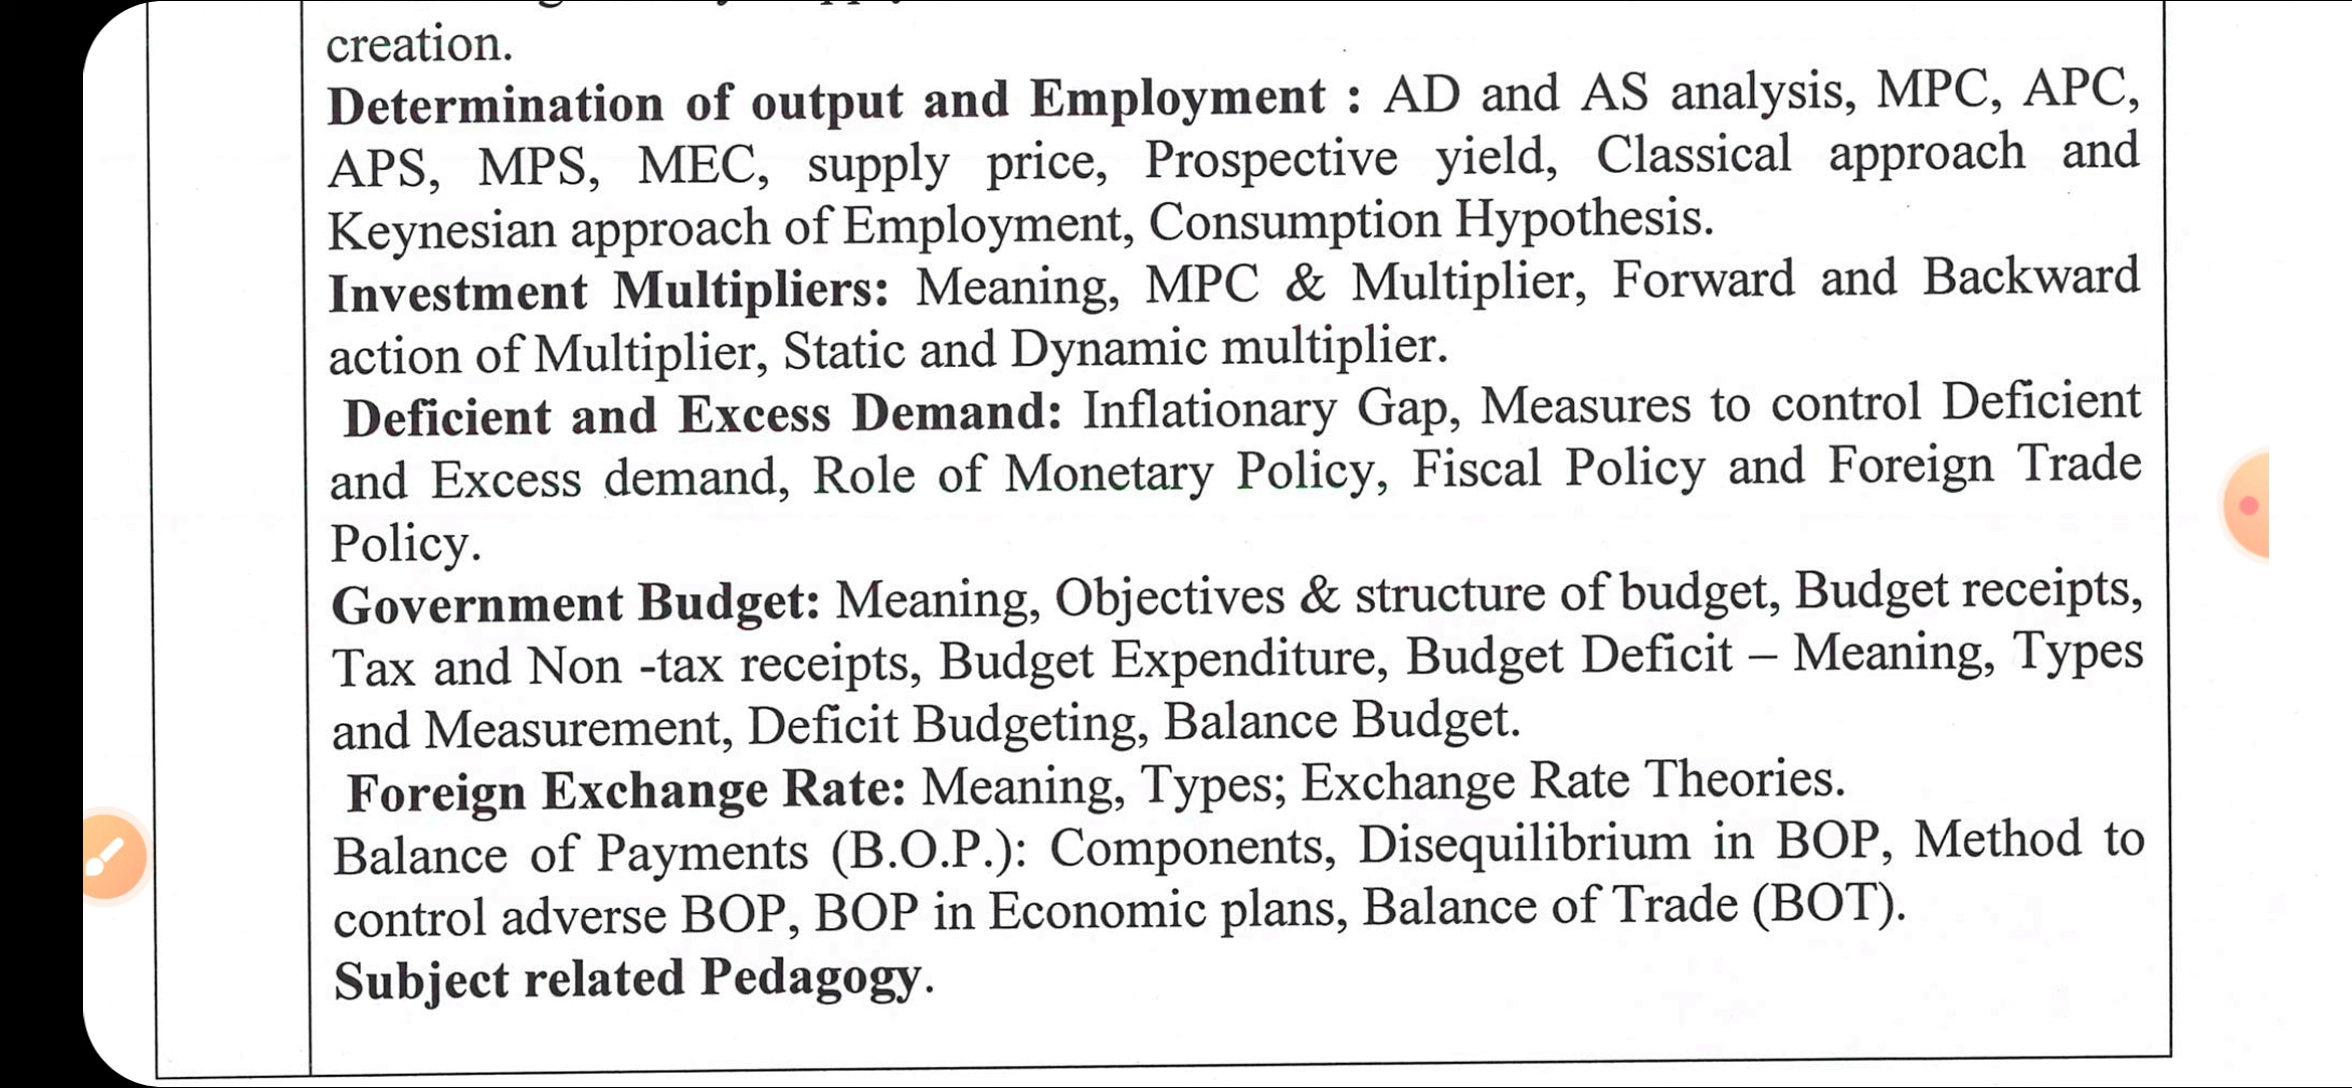 creation.
Determination of output and Employment : AD and AS analysis, MPC, APC,
APS, MPS, MEC, supply price, Prospective yield, Classical approach and
Keynesian approach of Employment, Consumption Hypothesis.
Investment Multipliers: Meaning, MPC & Multiplier, Forward and Backward
action of Multiplier, Static and Dynamic multiplier.
Deficient and Excess Demand: Inflationary Gap, Measures to control Deficient
and Excess demand, Role of Monetary Policy, Fiscal Policy and Foreign Trade
Policy.
Government Budget: Meaning, Objectives & structure of budget, Budget receipts,
Tax and Non -tax receipts, Budget Expenditure, Budget Deficit – Meaning, Types
and Measurement, Deficit Budgeting, Balance Budget.
Foreign Exchange Rate: Meaning, Types; Exchange Rate Theories.
Balance of Payments (B.O.P.): Components, Disequilibrium in BOP, Method to
control adverse BOP, BOP in Economic plans, Balance of Trade (BOT).
Subject related Pedagogy.